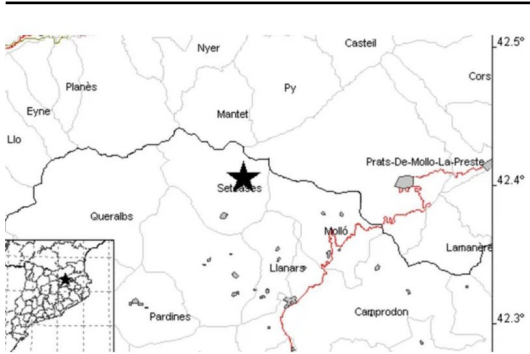 42.5°
Nyer
Casteil
Cors
Planès
Py
Eyne
Mantet
Llo
Prats-De-Mollo-La-Preste
42.4°
Setcases
Queralbs
Molló
Lamanère
Llanars
Pardines
Camprodon
42.3°